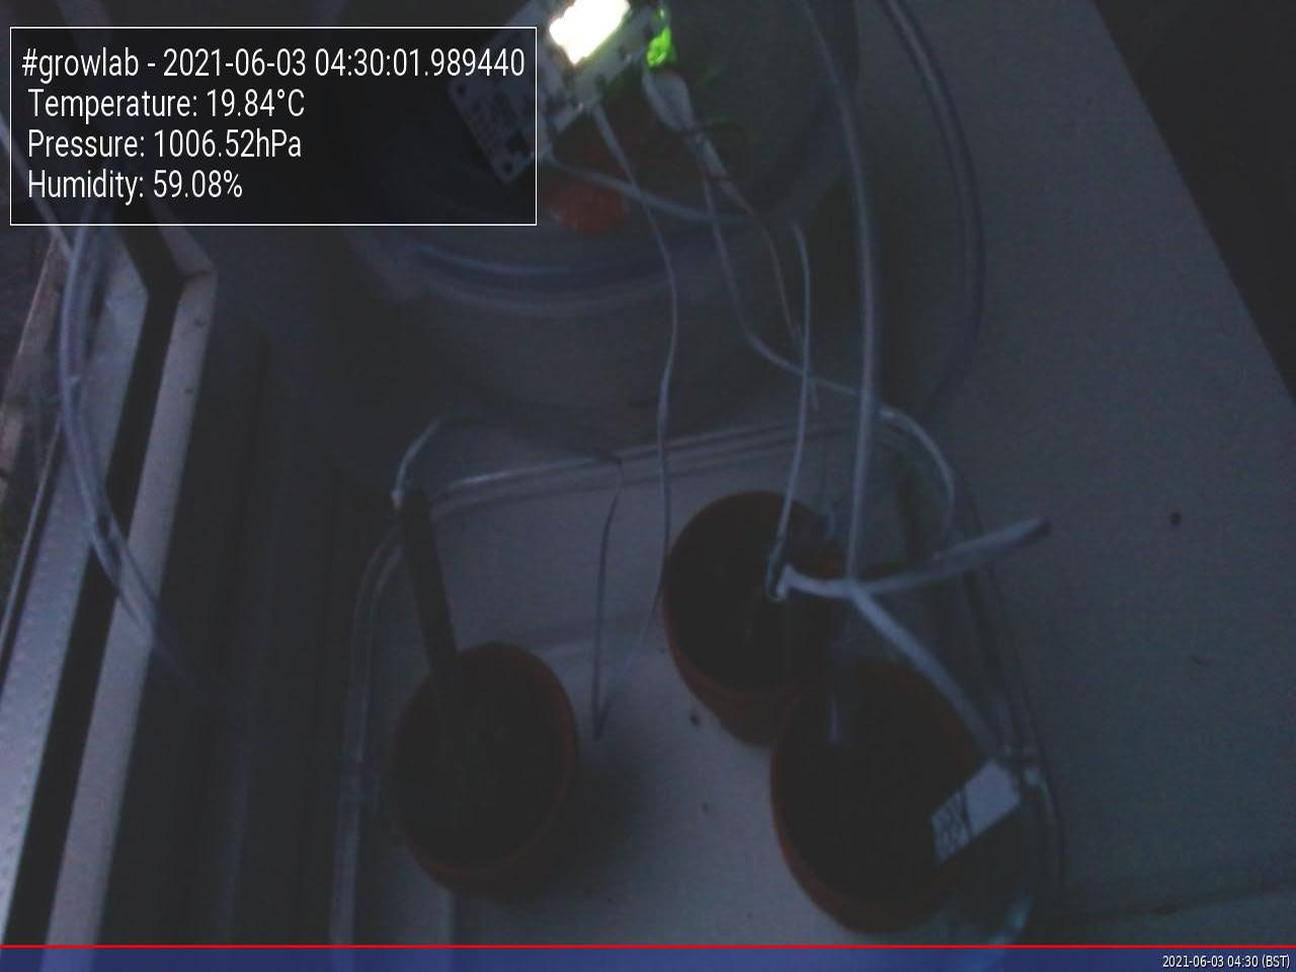 #growlab - 2021-06-03 04:30:01.989440
Temperature: 19.84°C
Pressure: 1006.52hPa
Humidity: 59.08%
2021-06-03 04:30 (BST)